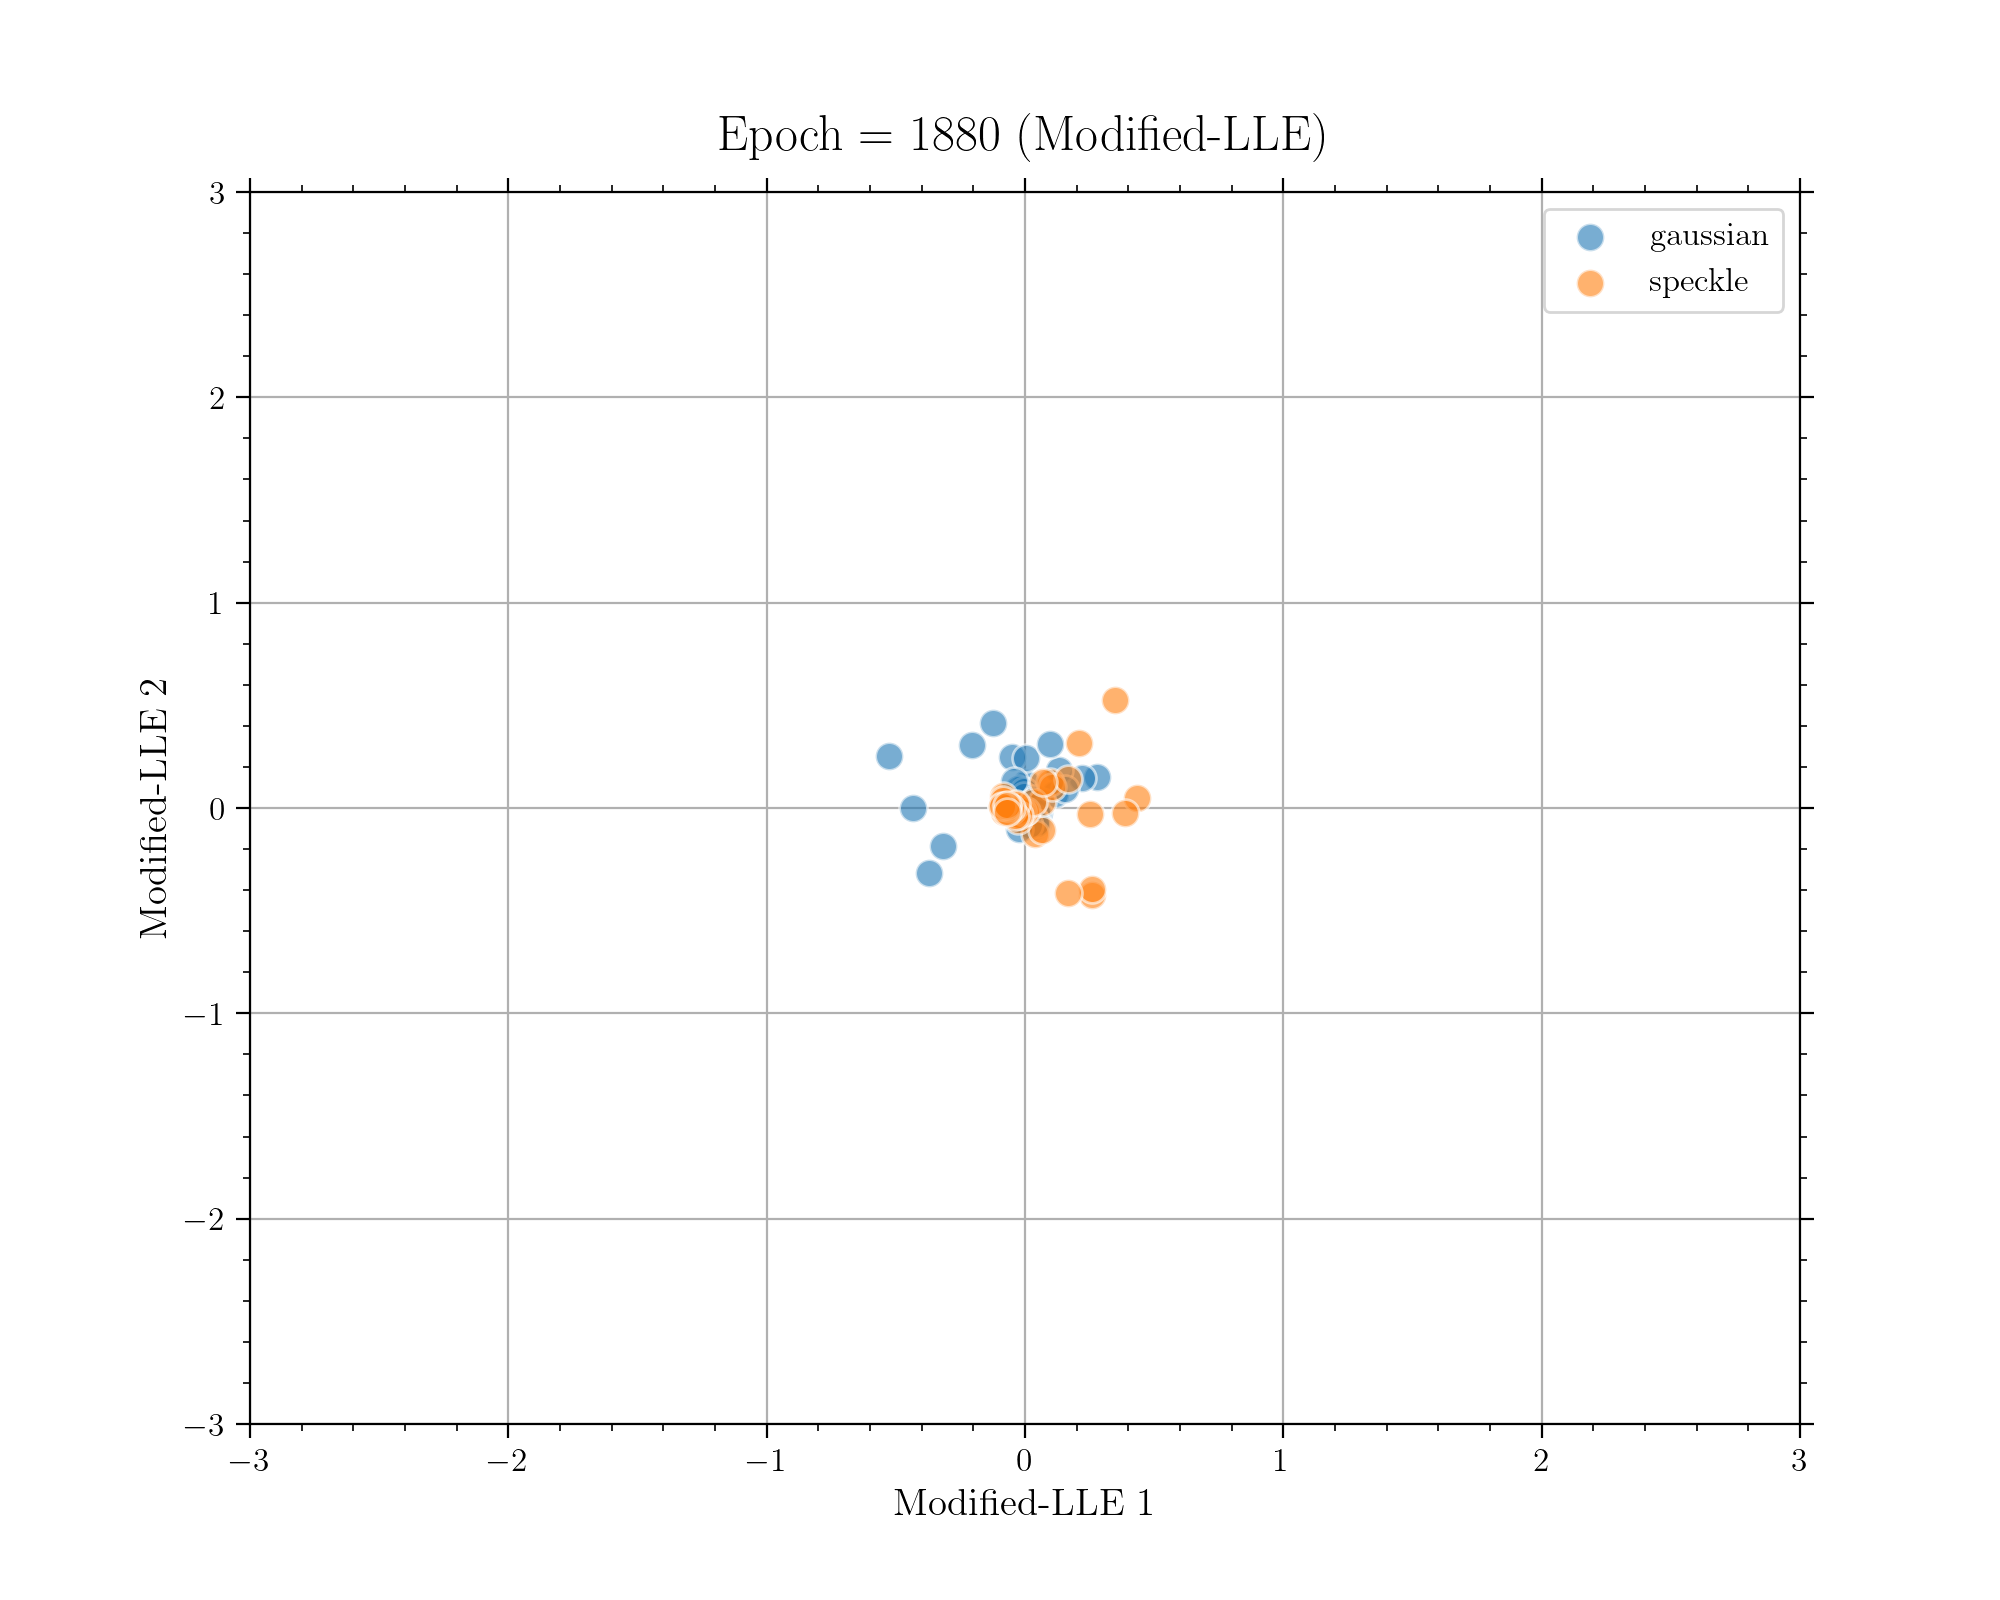 Epoch = 1880 (Modified-LLE)
gaussian
speckle
3
2
1
0
−1
−2
−3
Modified-LLE 2
−3 −2 −1 0 1 2 3
Modified-LLE 1